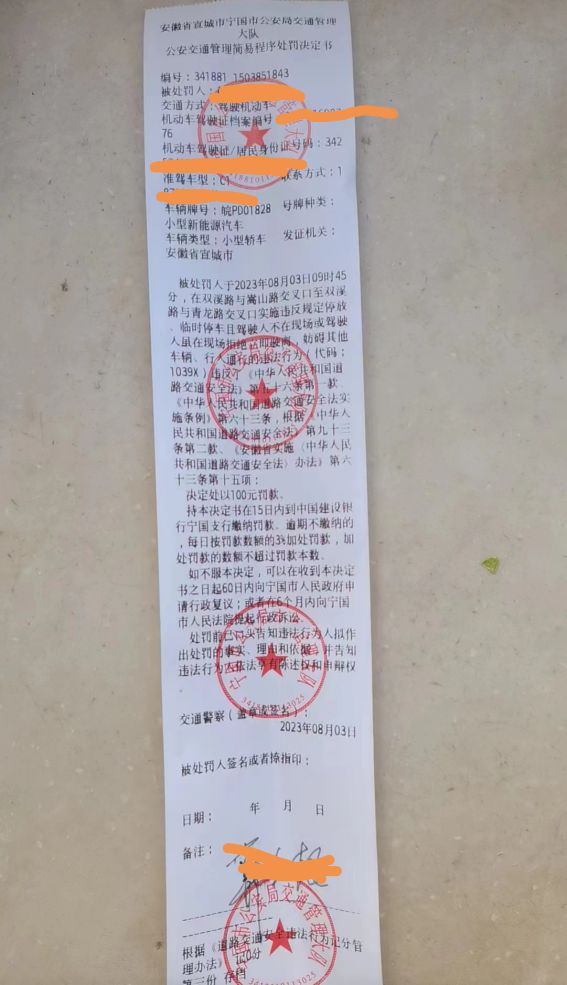 安徽省宣城市宁国市公安局交通管理
大队
公安交通管理简易程序处罚决定书
编号：341881 1503851843
被处罚人：
交通方式：驾驶机动车
机动车驾驶证档案编号
76
机动车驾驶证/居民身份证号码：342
准驾车型：C1 联系方式：1
车辆牌号：皖PD01828 号牌种类：
小型新能源汽车
车辆类型：小型轿车 发证机关：
安徽省宣城市
被处罚人于2023年08月03日09时45
分，在双溪路与嵩山路交叉口至双溪
路与青龙路交叉口实施违反规定停放
、临时停车且驾驶人不在现场或驾驶
人虽在现场拒绝立即驶离，妨碍其他
车辆、行人通行的违法行为（代码：
1039X）违反了《中华人民共和国道
路交通安全法》第五十六条第一款、
《中华人民共和国道路交通安全法实
施条例》第六十三条，根据《中华人
民共和国道路交通安全法》第九十三
条第二款、《安徽省实施〈中华人民
共和国道路交通安全法〉办法》第六
十三条第十五项：
决定处以100元罚款。
持本决定书在15日内到中国建设银
行宁国支行缴纳罚款。逾期不缴纳的
，每日按罚款数额的3%加处罚款，加
处罚款的数额不超过罚款本数。
如不服本决定，可以在收到本决定
书之日起60日内向宁国市人民政府申
请行政复议；或者在6个月内向宁国
市人民法院提起行政诉讼。
处罚前已口头告知违法行为人拟作
出处罚的事实、理由和依据，并告知
违法行为人依法享有陈述权和申辩权
。
交通警察（盖章或签名）：
2023年08月03日
被处罚人签名或者捺指印：
日期： 年 月 日
备注：
根据《道路交通安全违法行为记分管
理办法》 记0分
第三份 存档